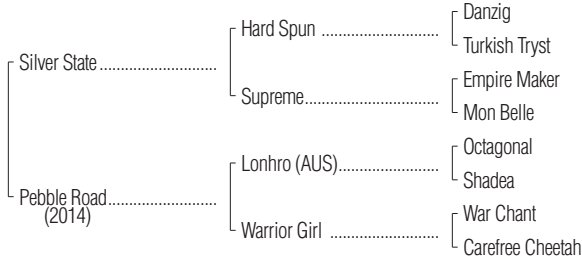 Danzig
Hard Spun
Turkish Tryst
Silver State
Empire Maker
Supreme
Mon Belle
Octagonal
Lonhro (AUS)
Shadea
Pebble Road
(2014)
War Chant
Warrior Girl
Carefree Cheetah